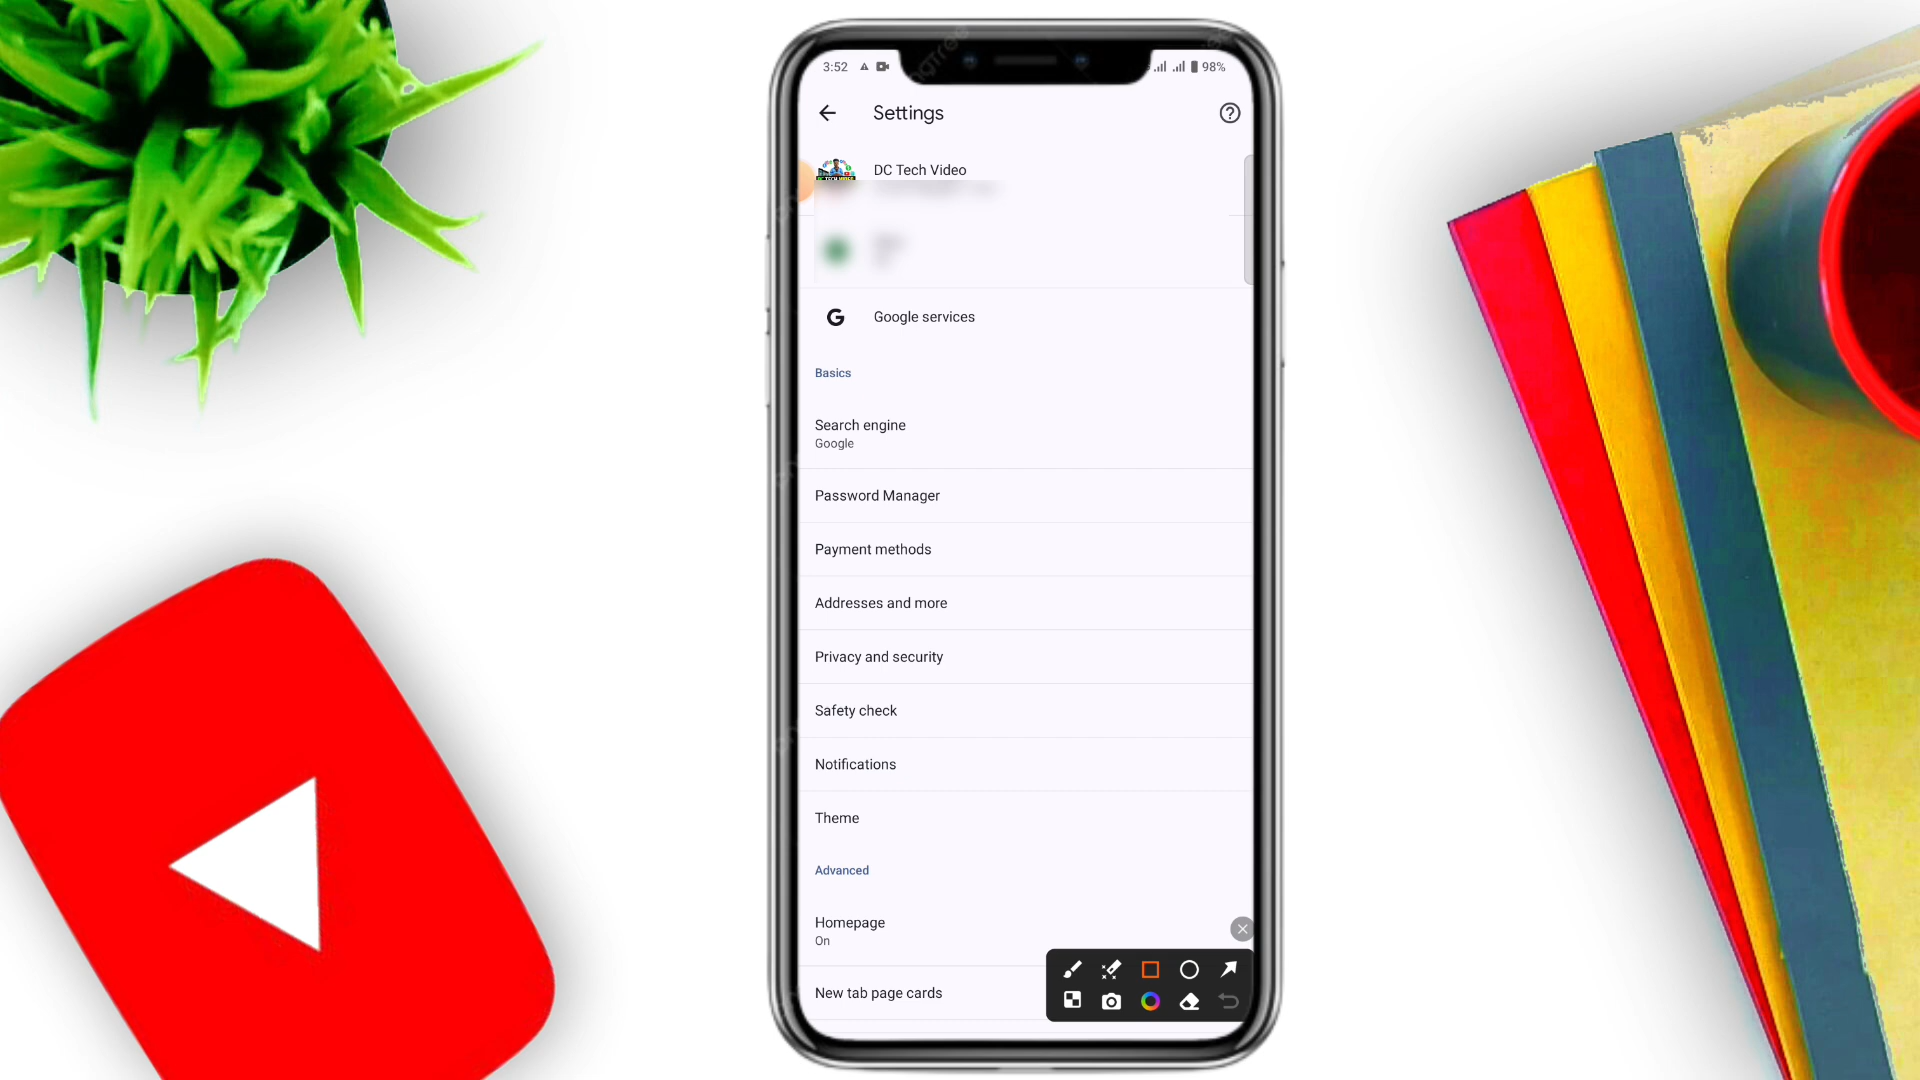 3:52
98%
Settings
DC Tech Video
Google services
Basics
Search engine
Google
Password Manager
Payment methods
Addresses and more
Privacy and security
Safety check
Notifications
Theme
Advanced
Homepage
On
New tab page cards